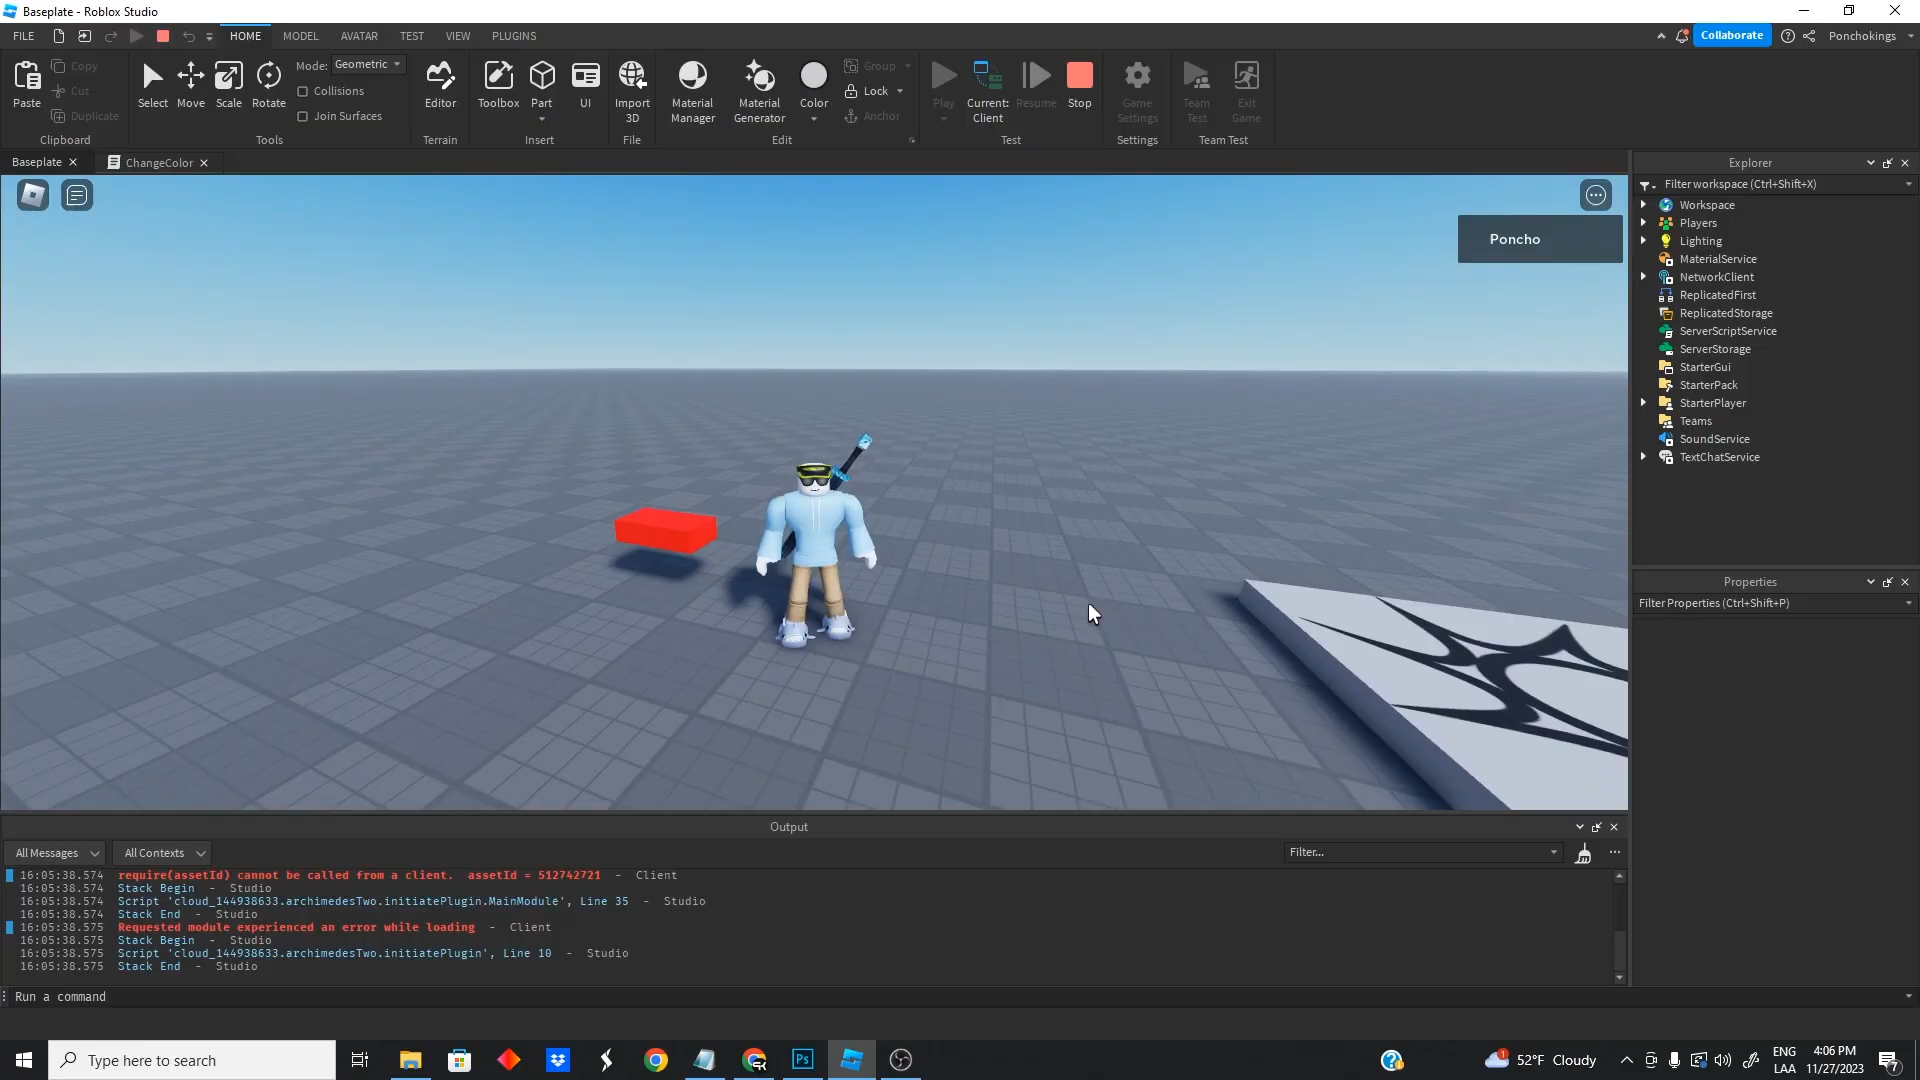 Baseplate - Roblox Studio
FILE HOME MODEL AVATAR TEST VIEW PLUGINS Collaborate Ponchokings
Paste
Copy
Cut
Duplicate
Clipboard
Select Move Scale Rotate
Mode: Geometric
Collisions
Join Surfaces
Tools
Editor
Terrain
Toolbox Part UI
Insert
Import 3D
File
Material Manager
Material Generator
Color
Group
Lock
Anchor
Edit
Play
Current: Client
Resume
Stop
Test
Game Settings
Settings
Team Test
Exit Game
Team Test
Baseplate
ChangeColor
Poncho
Explorer
Filter workspace (Ctrl+Shift+X)
Workspace
Players
Lighting
MaterialService
NetworkClient
ReplicatedFirst
ReplicatedStorage
ServerScriptService
ServerStorage
StarterGui
StarterPack
StarterPlayer
Teams
SoundService
TextChatService
Properties
Filter Properties (Ctrl+Shift+P)
Output
All Messages All Contexts Filter...
16:05:38.574 require(assetId) cannot be called from a client. assetId = 512742721 - Client
16:05:38.574 Stack Begin - Studio
16:05:38.574 Script 'cloud_144938633.archimedesTwo.initiatePlugin.MainModule', Line 35 - Studio
16:05:38.574 Stack End - Studio
16:05:38.575 Requested module experienced an error while loading - Client
16:05:38.575 Stack Begin - Studio
16:05:38.575 Script 'cloud_144938633.archimedesTwo.initiatePlugin', Line 10 - Studio
16:05:38.575 Stack End - Studio
Run a command
Type here to search
Ps
1
52°F Cloudy
ENG
LAA
4:06 PM
11/27/2023
7